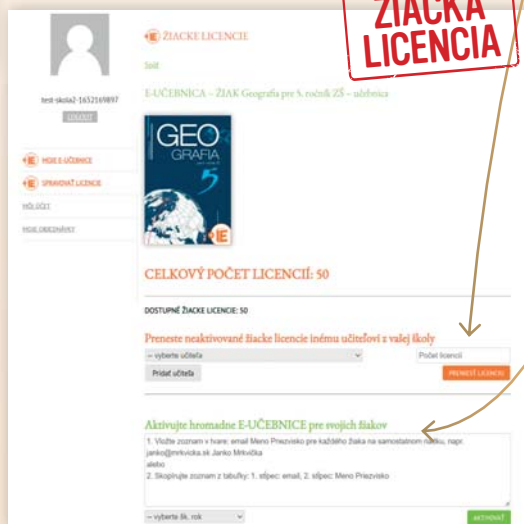 ŽIACKA
LICENCIA
ŽIACKE LICENCIE
Späť
test-skola2-1652169897
LOGOUT
E-UČEBNICA – ŽIAK Geografia pre 5. ročník ZŠ – učebnica
MOJE E-UČEBNICE
SPRAVOVAŤ LICENCIE
MÔJ ÚČET
MOJE OBJEDNÁVKY
GEO
GRAFIA
5
CELKOVÝ POČET LICENCIÍ: 50
DOSTUPNÉ ŽIACKE LICENCIE: 50
Preneste neaktivované žiacke licencie inému učiteľovi z vašej školy
-- vyberte učiteľa
Počet licencií
Pridať učiteľa
PRENIESŤ LICENCIE
Aktivujte hromadne E-UČEBNICE pre svojich žiakov
1. Vložte zoznam v tvare: email Meno Priezvisko pre každého žiaka na samostatnom riadku, napr.
janko@mrkvicka.sk Janko Mrkvička
alebo
2. Skopírujte zoznam z tabuľky: 1. stĺpec: email, 2. stĺpec: Meno Priezvisko
-- vyberte šk. rok
AKTIVOVAŤ